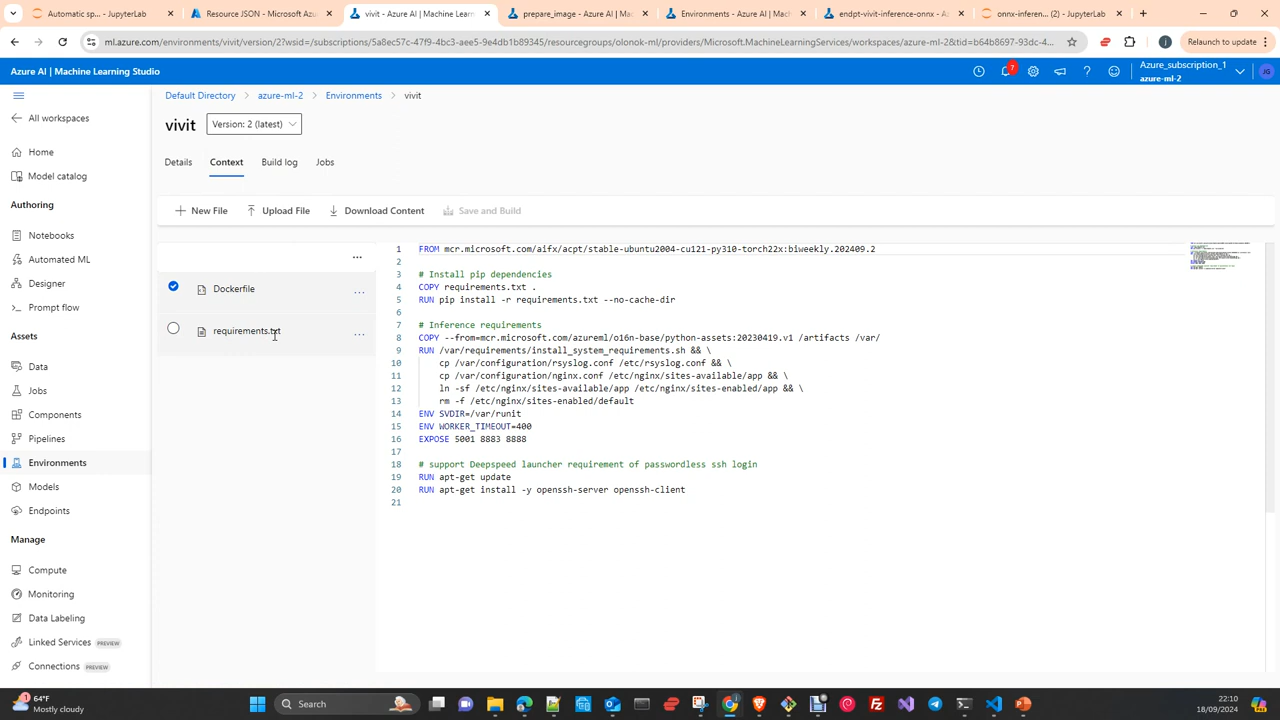 Automatic sp... - JupyterLab
Resource JSON - Microsoft Azure
vivit - Azure AI | Machine Learn
prepare_image - Azure AI | Mach
Environments - Azure AI | Machi
endpt-vivit-inference-onnx - Az
onnx-inferen... (2) - JupyterLab
ml.azure.com/environments/vivit/version/2?wsid=/subscriptions/5a8ec57c-47f9-4bc3-aee5-9e4db1b89345/resourcegroups/olonok-ml/providers/Microsoft.MachineLearningServices/workspaces/azure-ml-2&tid=b64b8697-93dc-4...
Relaunch to update
Azure AI | Machine Learning Studio
7
Azure_subscription_1
azure-ml-2
JG
All workspaces
Home
Model catalog
Authoring
Notebooks
Automated ML
Designer
Prompt flow
Assets
Data
Jobs
Components
Pipelines
Environments
Models
Endpoints
Manage
Compute
Monitoring
Data Labeling
Linked Services PREVIEW
Connections PREVIEW
Default Directory > azure-ml-2 > Environments > vivit
vivit Version: 2 (latest)
Details Context Build log Jobs
New File Upload File Download Content Save and Build
...
Dockerfile ...
requirements.txt ...
1 FROM mcr.microsoft.com/aifx/acpt/stable-ubuntu2004-cu121-py310-torch22x:biweekly.202409.2
2
3 # Install pip dependencies
4 COPY requirements.txt .
5 RUN pip install -r requirements.txt --no-cache-dir
6
7 # Inference requirements
8 COPY --from=mcr.microsoft.com/azureml/o16n-base/python-assets:20230419.v1 /artifacts /var/
9 RUN /var/requirements/install_system_requirements.sh && \
10 cp /var/configuration/rsyslog.conf /etc/rsyslog.conf && \
11 cp /var/configuration/nginx.conf /etc/nginx/sites-available/app && \
12 ln -sf /etc/nginx/sites-available/app /etc/nginx/sites-enabled/app && \
13 rm -f /etc/nginx/sites-enabled/default
14 ENV SVDIR=/var/runit
15 ENV WORKER_TIMEOUT=400
16 EXPOSE 5001 8883 8888
17
18 # support Deepspeed launcher requirement of passwordless ssh login
19 RUN apt-get update
20 RUN apt-get install -y openssh-server openssh-client
21
64°F
Mostly cloudy
Search
22:10
18/09/2024